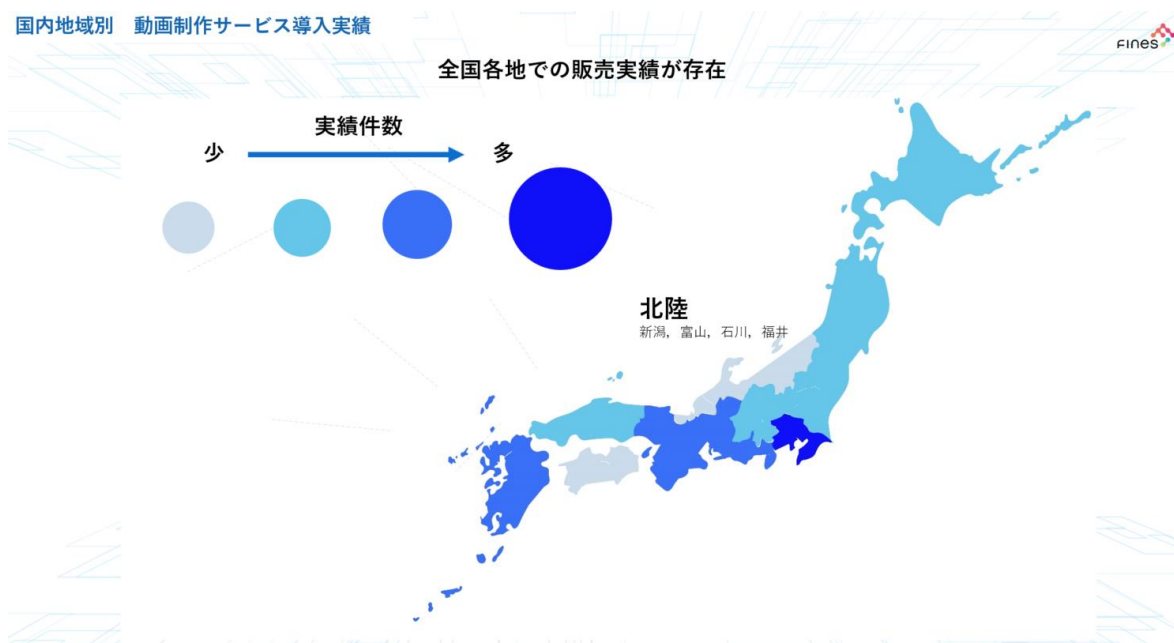 国内地域別　動画制作サービス導入実績
FINES
全国各地での販売実績が存在
実績件数
少
多
北陸
新潟, 富山, 石川, 福井